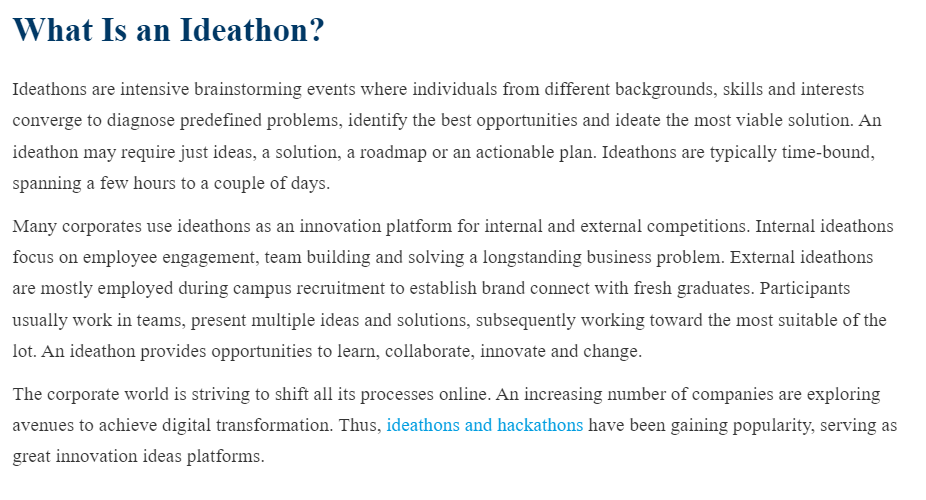 What Is an Ideathon?
Ideathons are intensive brainstorming events where individuals from different backgrounds, skills and interests
converge to diagnose predefined problems, identify the best opportunities and ideate the most viable solution. An
ideathon may require just ideas, a solution, a roadmap or an actionable plan. Ideathons are typically time-bound,
spanning a few hours to a couple of days.
Many corporates use ideathons as an innovation platform for internal and external competitions. Internal ideathons
focus on employee engagement, team building and solving a longstanding business problem. External ideathons
are mostly employed during campus recruitment to establish brand connect with fresh graduates. Participants
usually work in teams, present multiple ideas and solutions, subsequently working toward the most suitable of the
lot. An ideathon provides opportunities to learn, collaborate, innovate and change.
The corporate world is striving to shift all its processes online. An increasing number of companies are exploring
avenues to achieve digital transformation. Thus, ideathons and hackathons have been gaining popularity, serving as
great innovation ideas platforms.